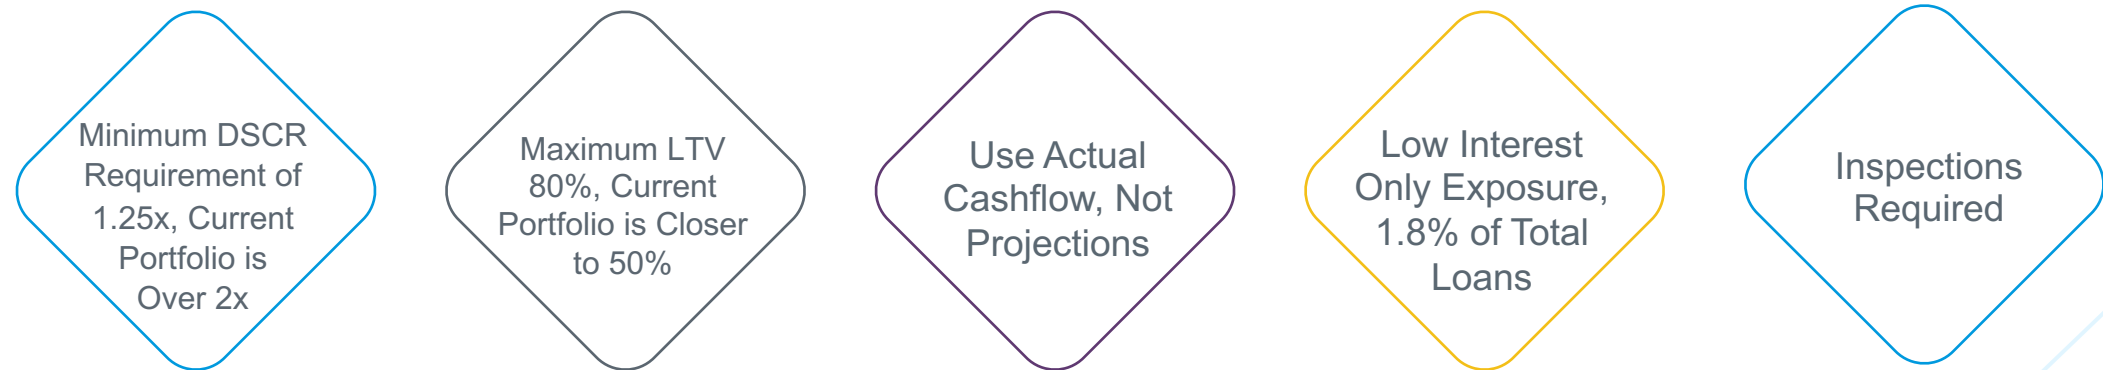 Minimum DSCR
Requirement of
1.25x, Current
Portfolio is
Over 2x
Maximum LTV
80%, Current
Portfolio is Closer
to 50%
Use Actual
Cashflow, Not
Projections
Low Interest
Only Exposure,
1.8% of Total
Loans
Inspections
Required